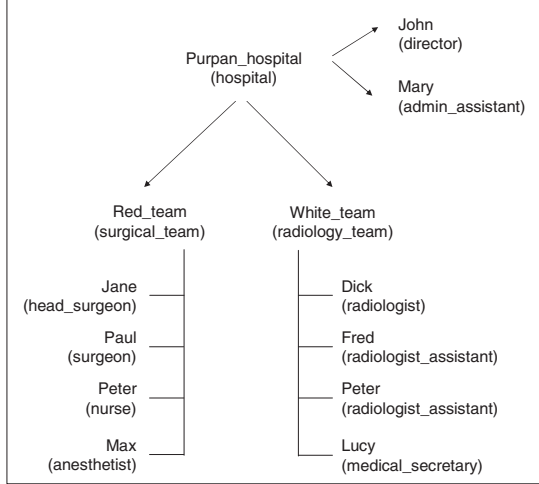 John
(director)
Purpan_hospital
(hospital)
Mary
(admin_assistant)
Red_team
(surgical_team)
White_team
(radiology_team)
Jane
(head_surgeon)
Paul
(surgeon)
Peter
(nurse)
Max
(anesthetist)
Dick
(radiologist)
Fred
(radiologist_assistant)
Peter
(radiologist_assistant)
Lucy
(medical_secretary)